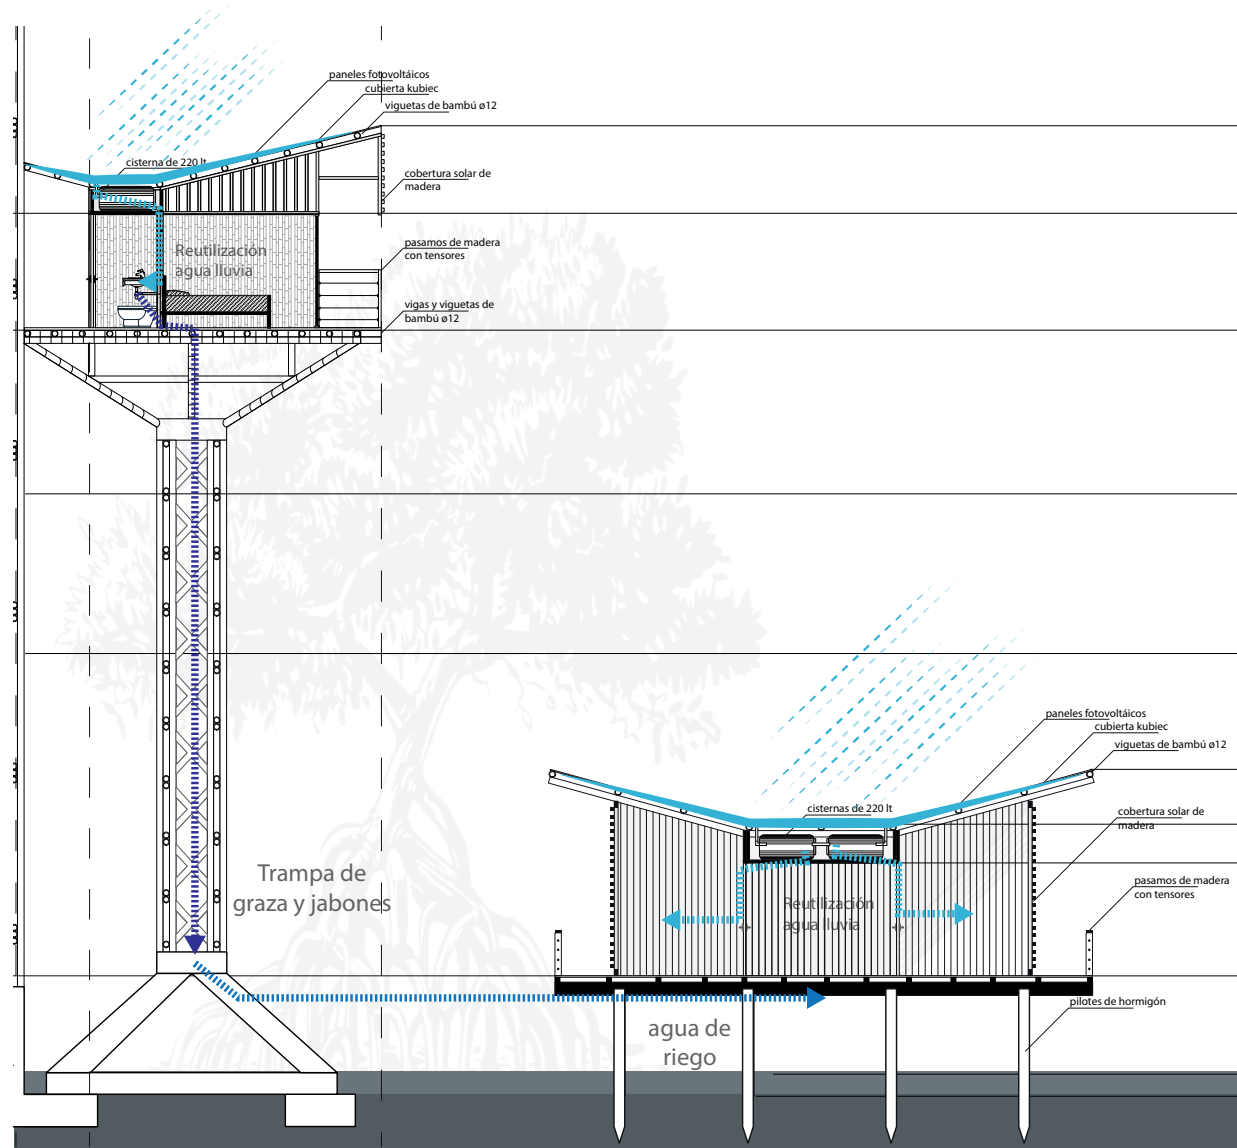 paneles fotovoltáicos
cubierta kubiec
viguetas de bambú ø12
cisterna de 220 lt
cobertura solar de
madera
Reutilización
agua lluvia
pasamos de madera
con tensores
vigas y viguetas de
bambú ø12
paneles fotovoltáicos
cubierta kubiec
viguetas de bambú ø12
cisternas de 220 lt
cobertura solar de
madera
Trampa de
graza y jabones
Reutilización
agua lluvia
pasamos de madera
con tensores
pilotes de hormigón
agua de
riego